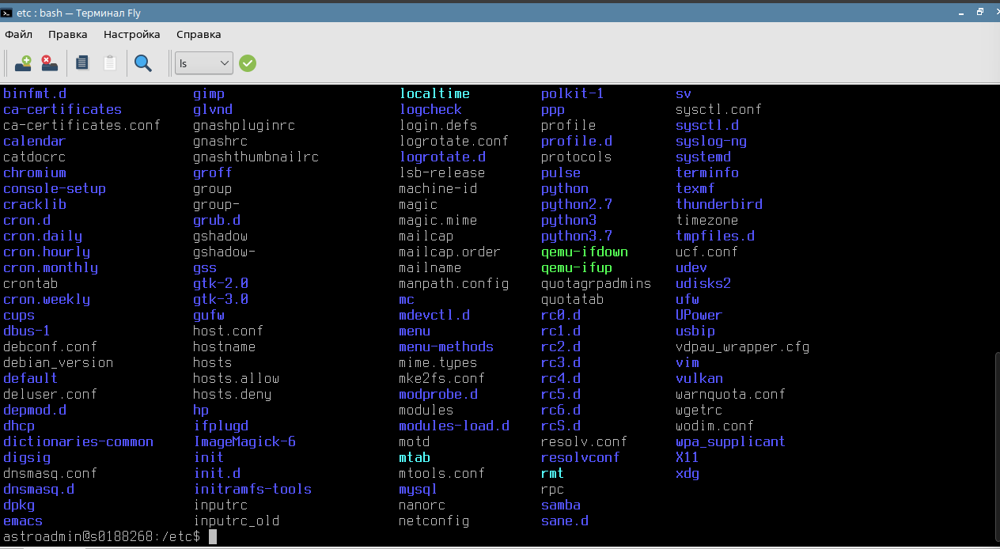 etc : bash — Терминал Fly
Файл Правка Настройка Справка
ls
binfmt.d gimp localtime polkit-1 sv
ca-certificates glvnd logcheck ppp sysctl.conf
ca-certificates.conf gnashpluginrc login.defs profile sysctl.d
calendar gnashrc logrotate.conf profile.d syslog-ng
catdocrc gnashthumbnailrc logrotate.d protocols systemd
chromium groff lsb-release pulse terminfo
console-setup group machine-id python texmf
cracklib group- magic python2.7 thunderbird
cron.d grub.d magic.mime python3 timezone
cron.daily gshadow mailcap python3.7 tmpfiles.d
cron.hourly gshadow- mailcap.order qemu-ifdown ucf.conf
cron.monthly gss mailname qemu-ifup udev
crontab gtk-2.0 manpath.config quotagrpadmins udisks2
cron.weekly gtk-3.0 mc quotatab ufw
cups gufw mdevctl.d rc0.d UPower
dbus-1 host.conf menu rc1.d usbip
debconf.conf hostname menu-methods rc2.d vdpau_wrapper.cfg
debian_version hosts mime.types rc3.d vim
default hosts.allow mke2fs.conf rc4.d vulkan
deluser.conf hosts.deny modprobe.d rc5.d warnquota.conf
depmod.d hp modules rc6.d wgetrc
dhcp ifplugd modules-load.d rcS.d wodim.conf
dictionaries-common ImageMagick-6 motd resolv.conf wpa_supplicant
digsig init mtab resolvconf X11
dnsmasq.conf init.d mtools.conf rmt xdg
dnsmasq.d initramfs-tools mysql rpc
dpkg inputrc nanorc samba
emacs inputrc_old netconfig sane.d
astroadmin@s0188268:/etc$